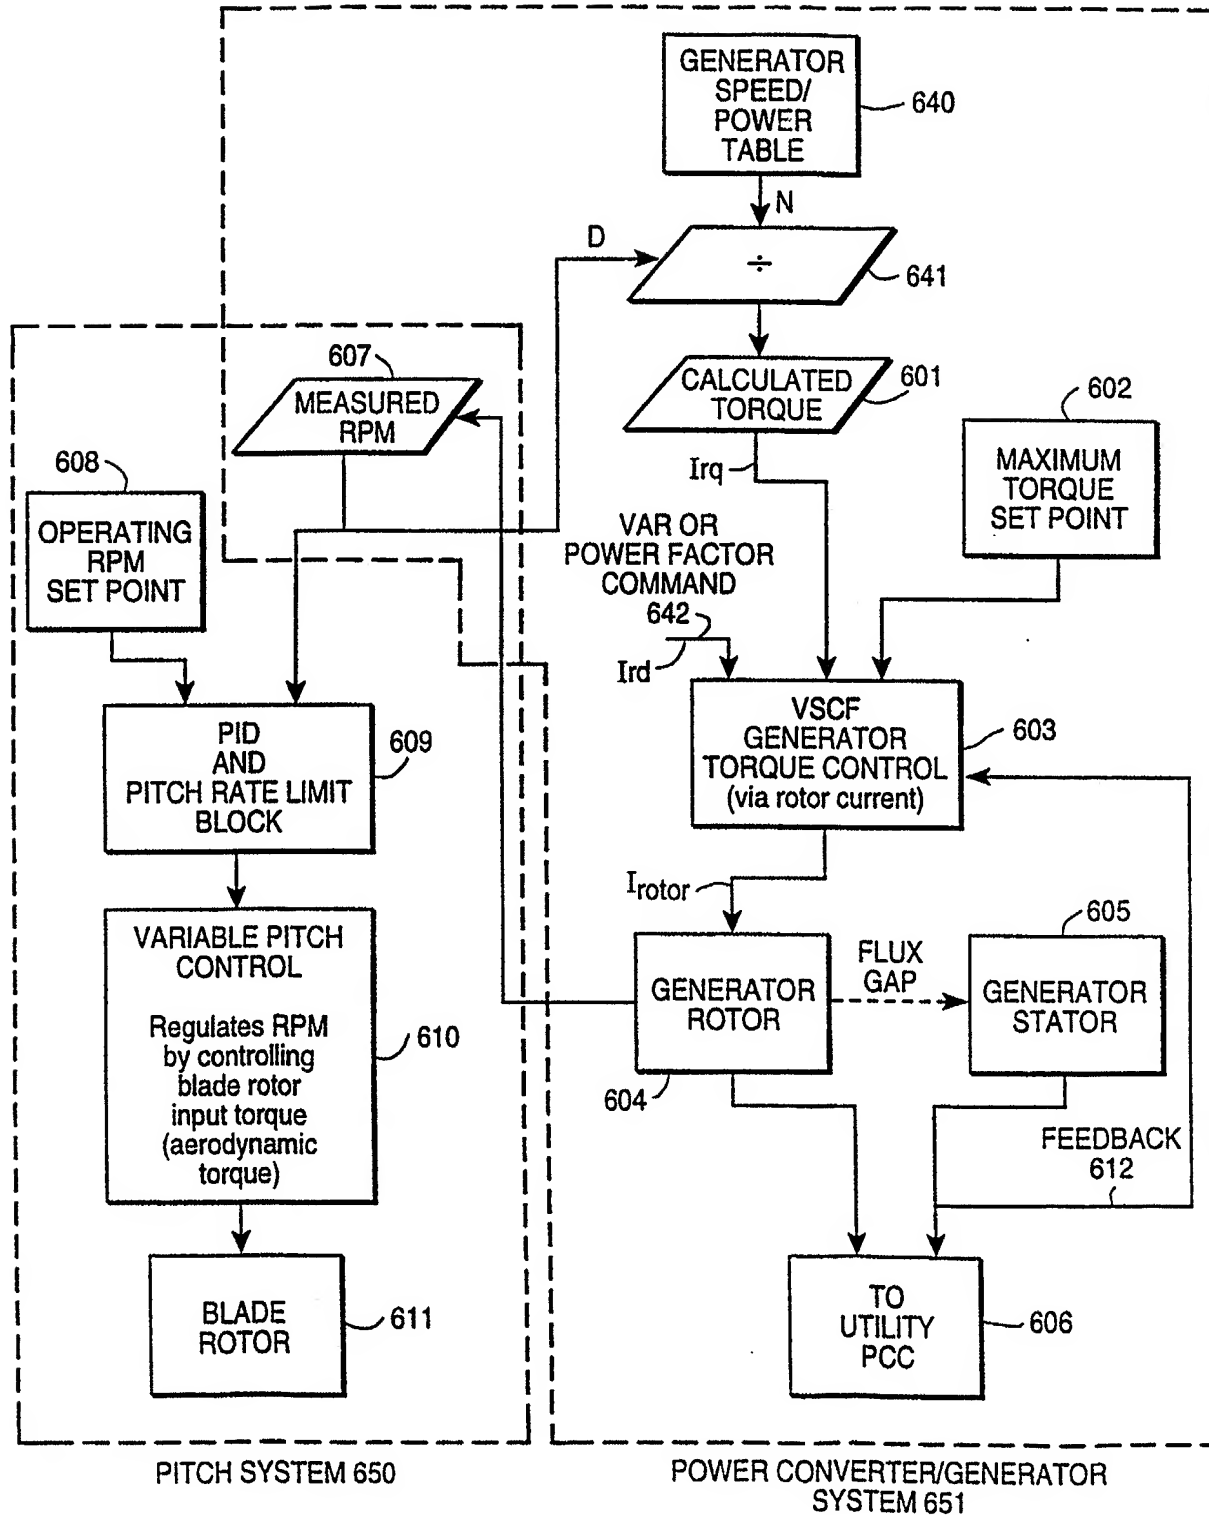 GENERATOR
SPEED/
POWER
TABLE
640
N
D
÷
641
607
MEASURED
RPM
CALCULATED
TORQUE
601
602
MAXIMUM
TORQUE
SET POINT
608
OPERATING
RPM
SET POINT
Irq
VAR OR
POWER FACTOR
COMMAND
642
Ird
PID
AND
PITCH RATE LIMIT
BLOCK
609
VSCF
GENERATOR
TORQUE CONTROL
(via rotor current)
603
Irotor
VARIABLE PITCH
CONTROL
Regulates RPM
by controlling
blade rotor
input torque
(aerodynamic
torque)
610
GENERATOR
ROTOR
604
FLUX
GAP
605
GENERATOR
STATOR
FEEDBACK
612
BLADE
ROTOR
611
TO
UTILITY
PCC
606
PITCH SYSTEM 650
POWER CONVERTER/GENERATOR
SYSTEM 651